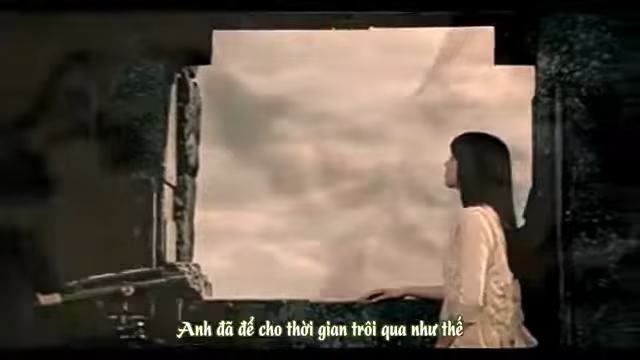 Anh đã để cho thời gian trôi qua như thế